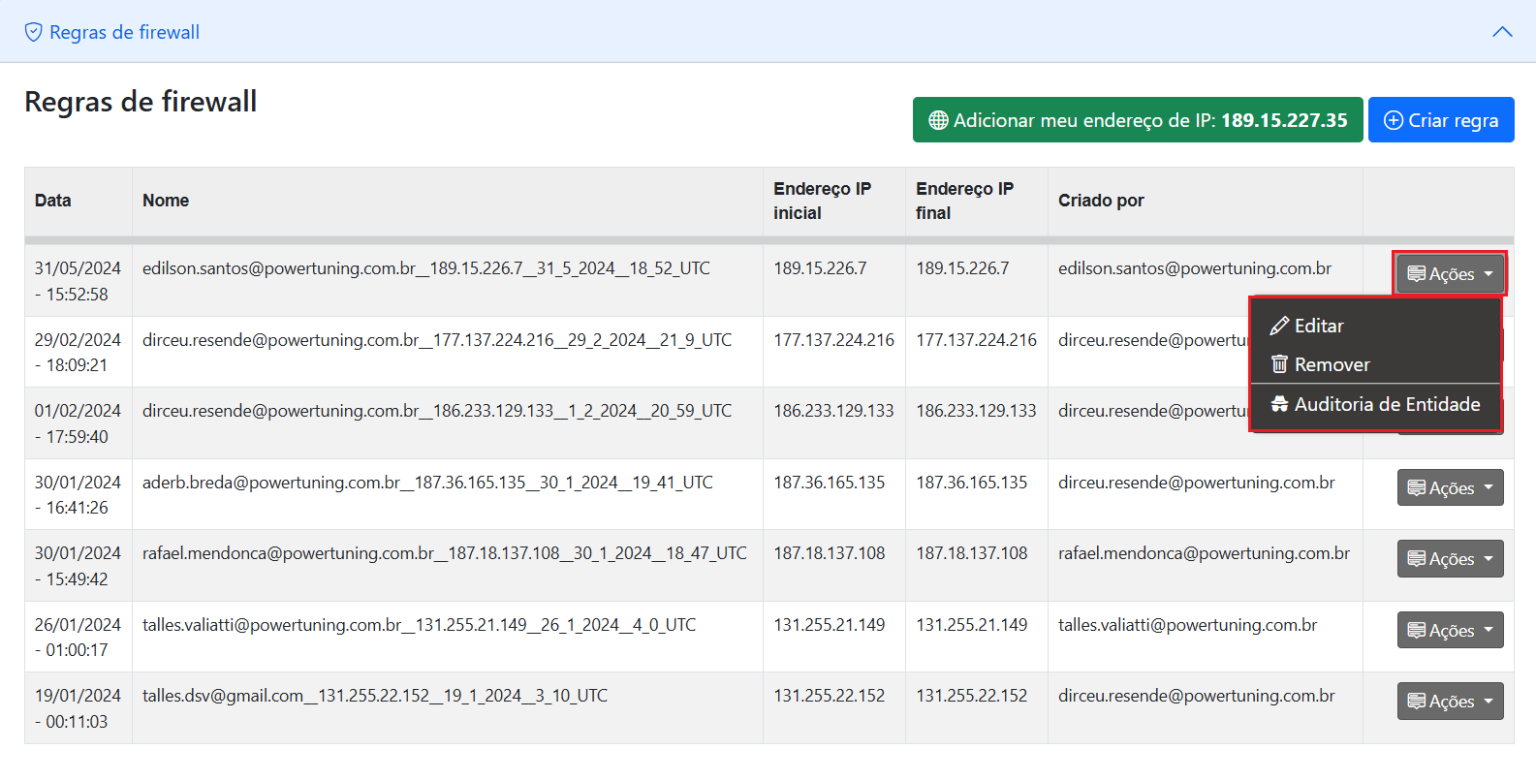 Regras de firewall
Regras de firewall
Adicionar meu endereço de IP: 189.15.227.35
Criar regra
Data
Nome
Endereço IP
inicial
Endereço IP
final
Criado por
31/05/2024
- 15:52:58
edilson.santos@powertuning.com.br__189.15.226.7__31_5_2024__18_52_UTC
189.15.226.7
189.15.226.7
edilson.santos@powertuning.com.br
Ações
Editar
Remover
Auditoria de Entidade
29/02/2024
- 18:09:21
dirceu.resende@powertuning.com.br__177.137.224.216__29_2_2024__21_9_UTC
177.137.224.216
177.137.224.216
dirceu.resende@powertu
01/02/2024
- 17:59:40
dirceu.resende@powertuning.com.br__186.233.129.133__1_2_2024__20_59_UTC
186.233.129.133
186.233.129.133
dirceu.resende@powertu
30/01/2024
- 16:41:26
aderb.breda@powertuning.com.br__187.36.165.135__30_1_2024__19_41_UTC
187.36.165.135
187.36.165.135
dirceu.resende@powertuning.com.br
Ações
30/01/2024
- 15:49:42
rafael.mendonca@powertuning.com.br__187.18.137.108__30_1_2024__18_47_UTC
187.18.137.108
187.18.137.108
rafael.mendonca@powertuning.com.br
Ações
26/01/2024
- 01:00:17
talles.valiatti@powertuning.com.br__131.255.21.149__26_1_2024__4_0_UTC
131.255.21.149
131.255.21.149
talles.valiatti@powertuning.com.br
Ações
19/01/2024
- 00:11:03
talles.dsv@gmail.com__131.255.22.152__19_1_2024__3_10_UTC
131.255.22.152
131.255.22.152
dirceu.resende@powertuning.com.br
Ações